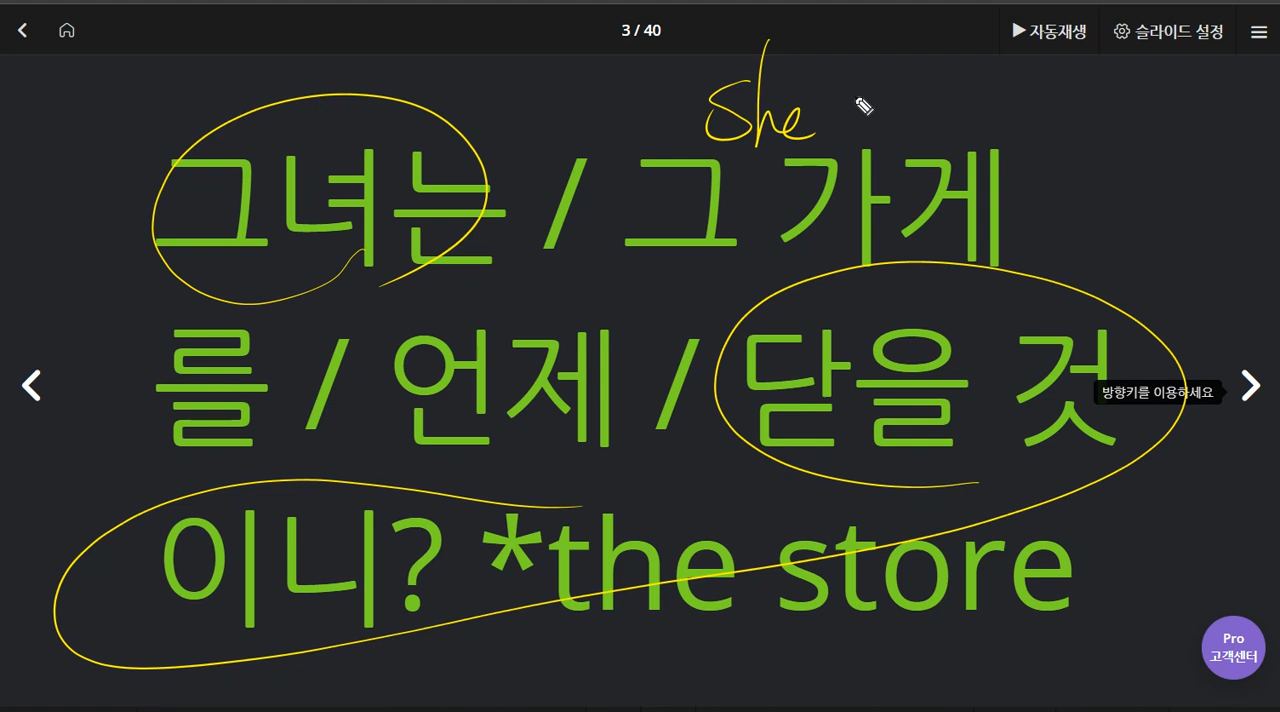 3 / 40
자동재생
슬라이드 설정
she
그녀는 / 그 가게
를 / 언제 / 닫을 것
방향키를 이용하세요
이니? *the store
Pro
고객센터